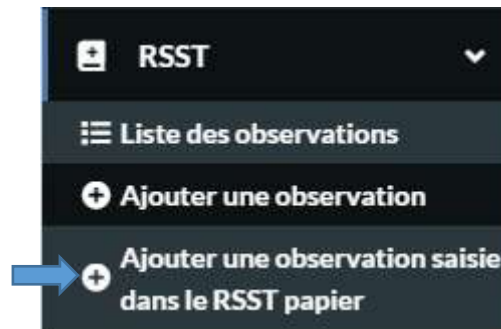 RSST
Liste des observations
Ajouter une observation
Ajouter une observation saisie
dans le RSST papier